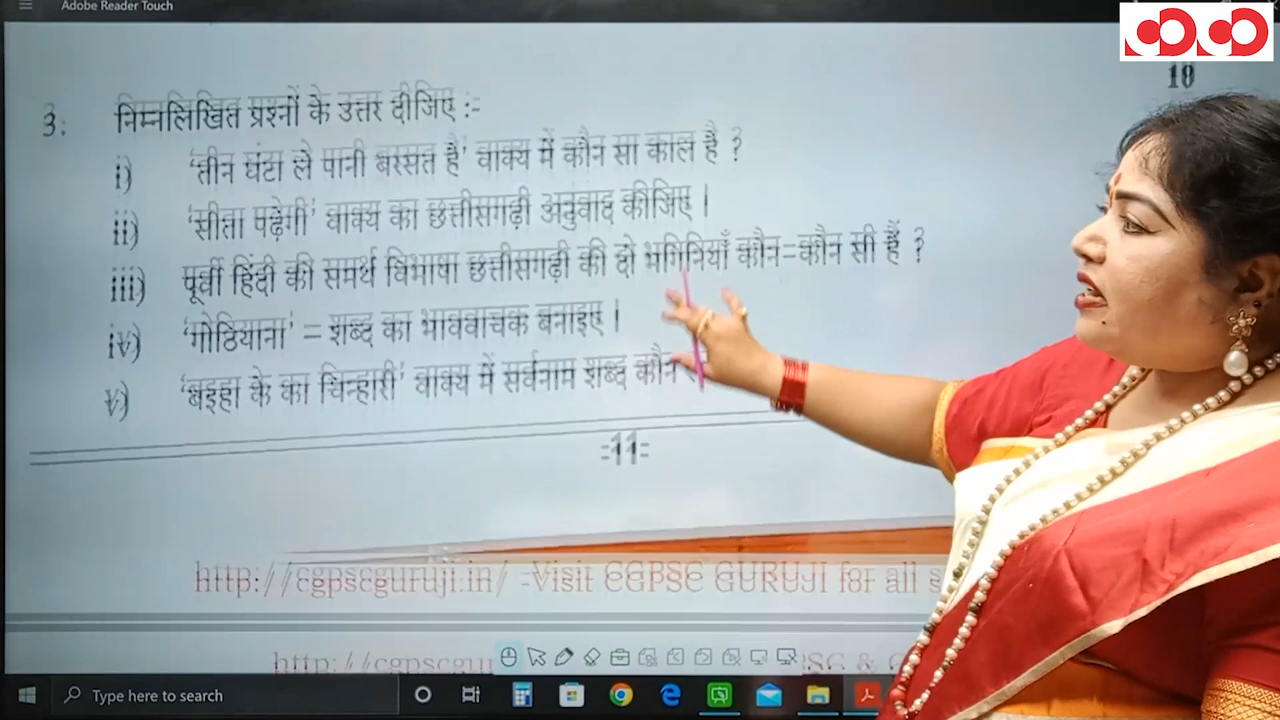 Adobe Reader Touch
10
3: निम्नलिखित प्रश्नों के उत्तर दीजिए :-
i) 'तीन घंटा ले पानी बरसत हे' वाक्य में कौन सा काल है ?
ii) 'सीता पढ़ेगी' वाक्य का छत्तीसगढ़ी अनुवाद कीजिए ।
iii) पूर्वी हिंदी की समर्थ विभाषा छत्तीसगढ़ी की दो भगिनियाँ कौन-कौन सी हैं ?
iv) 'गोठियाना' = शब्द का भाववाचक बनाइए ।
v) 'बइहा के का चिन्हारी' वाक्य में सर्वनाम शब्द कौन
=11=
http://cgpscguruji.in/ -Visit CGPSC GURUJI for all
Type here to search